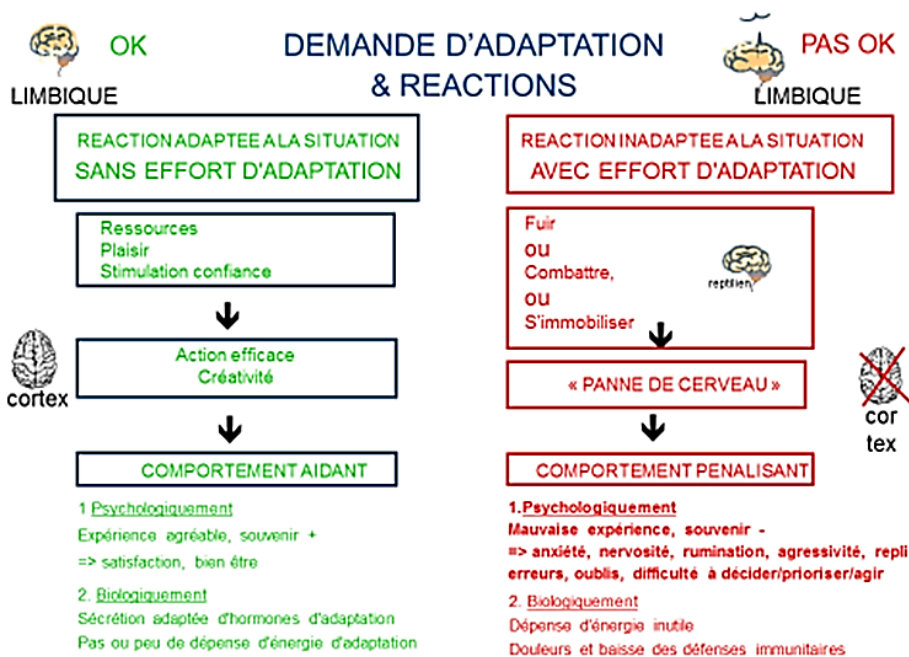 OK
DEMANDE D'ADAPTATION
& REACTIONS
PAS OK
LIMBIQUE
LIMBIQUE
REACTION ADAPTEE A LA SITUATION
SANS EFFORT D'ADAPTATION
Ressources
Plaisir
Stimulation confiance
Action efficace
Créativité
cortex
COMPORTEMENT AIDANT
1 Psychologiquement
Expérience agréable, souvenir +
=> satisfaction, bien être
2. Biologiquement
Sécrétion adaptée d'hormones d'adaptation
Pas ou peu de dépense d'énergie d'adaptation
REACTION INADAPTEE A LA SITUATION
AVEC EFFORT D'ADAPTATION
Fuir
ou
Combattre,
ou
S'immobiliser
reptilien
« PANNE DE CERVEAU »
cor
tex
COMPORTEMENT PENALISANT
1.Psychologiquement
Mauvaise expérience, souvenir -
=> anxiété, nervosité, rumination, agressivité, repli
erreurs, oublis, difficulté à décider/prioriser/agir
2. Biologiquement
Dépense d'énergie inutile
Douleurs et baisse des défenses immunitaires